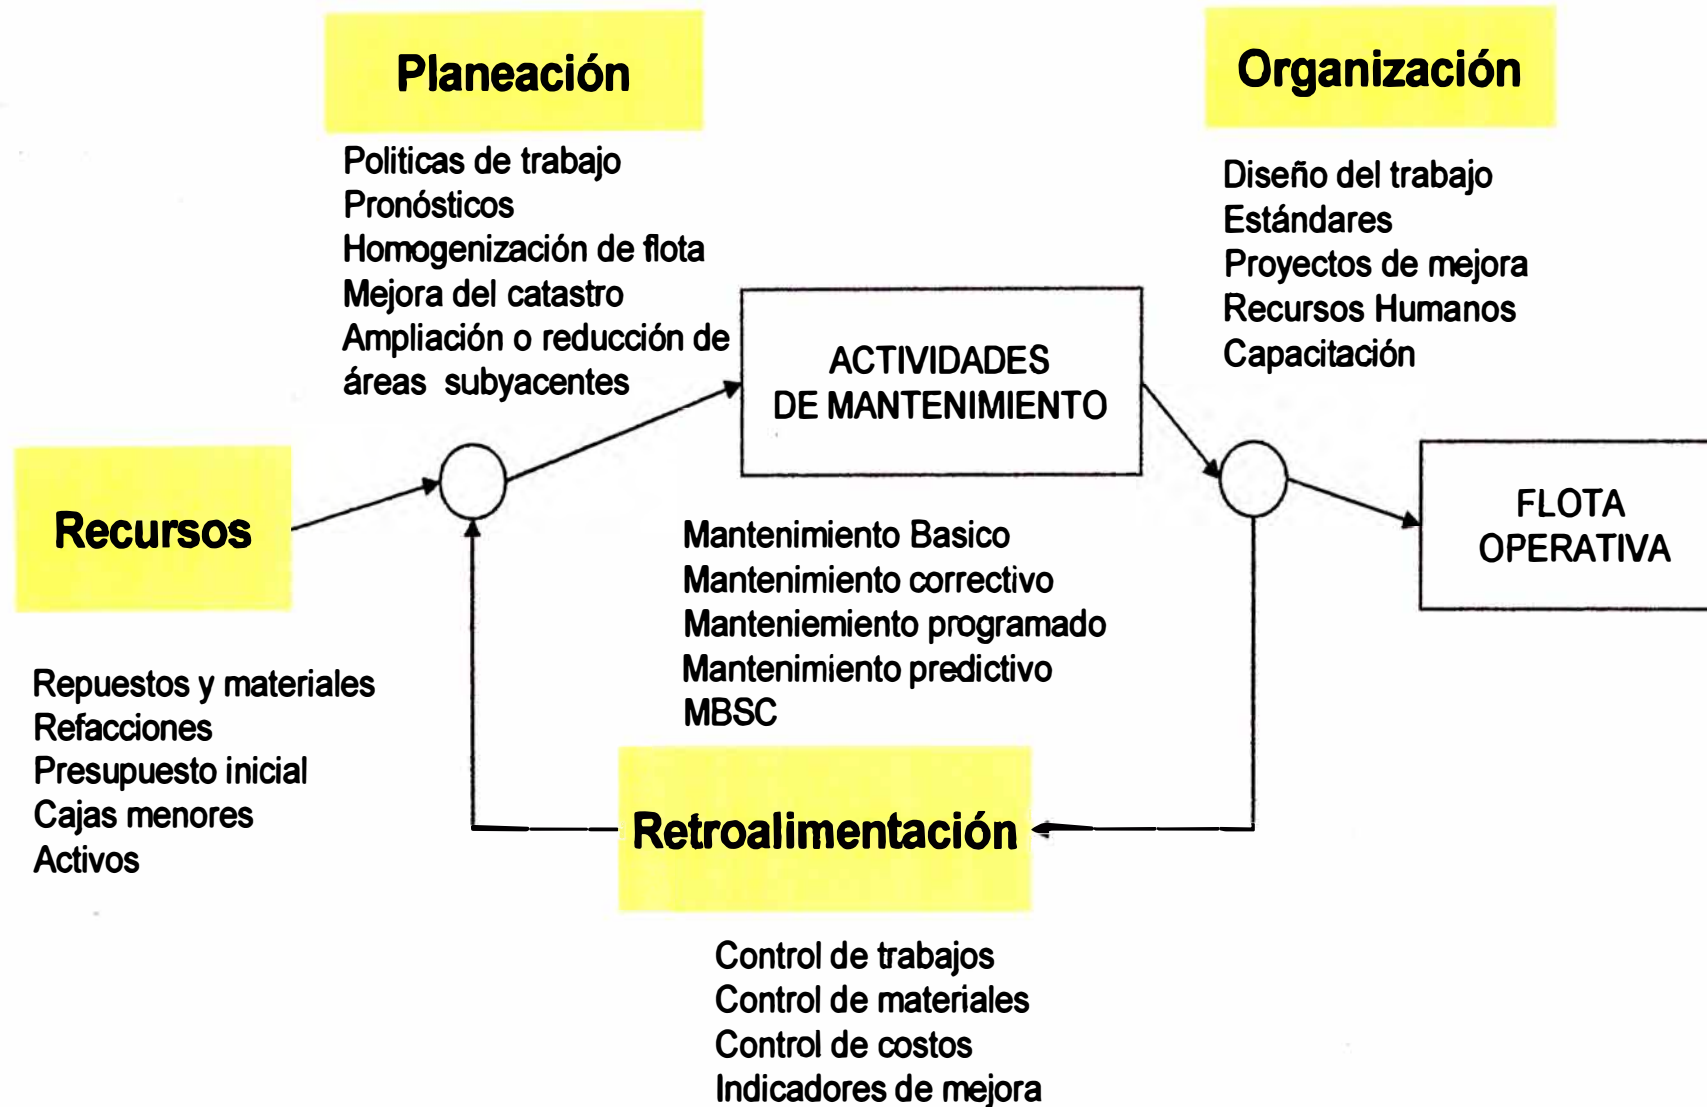 Planeación
Politicas de trabajo
Pronósticos
Homogenización de flota
Mejora del catastro
Ampliación o reducción de
áreas subyacentes
Organización
Diseño del trabajo
Estándares
Proyectos de mejora
Recursos Humanos
Capacitación
ACTIVIDADES
DE MANTENIMIENTO
FLOTA
OPERATIVA
Recursos
Repuestos y materiales
Refacciones
Presupuesto inicial
Cajas menores
Activos
Mantenimiento Basico
Mantenimiento correctivo
Manteniemiento programado
Mantenimiento predictivo
MBSC
Retroalimentación
Control de trabajos
Control de materiales
Control de costos
Indicadores de mejora